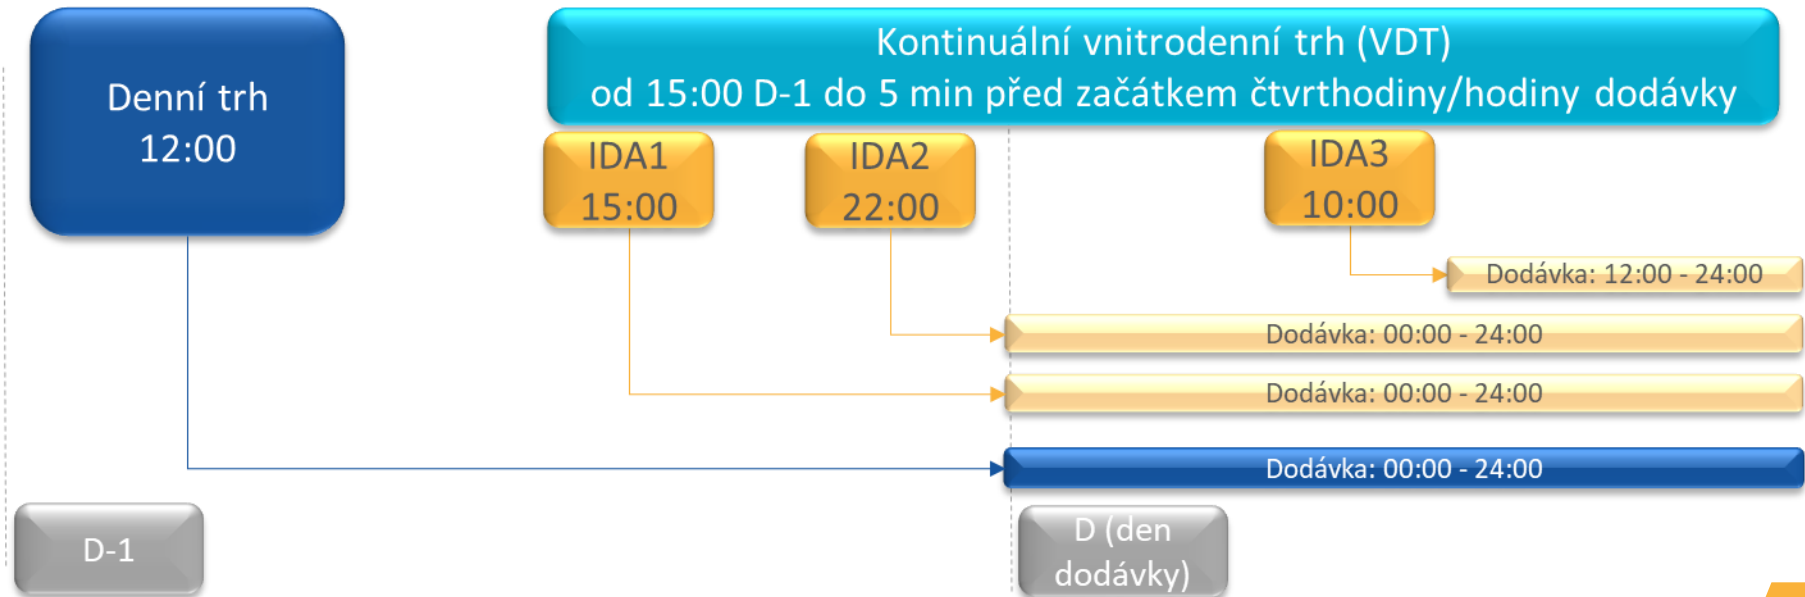 Denní trh
12:00
Kontinuální vnitrodenní trh (VDT)
od 15:00 D-1 do 5 min před začátkem čtvrthodiny/hodiny dodávky
IDA1
15:00
IDA2
22:00
IDA3
10:00
Dodávka: 12:00 - 24:00
Dodávka: 00:00 - 24:00
Dodávka: 00:00 - 24:00
Dodávka: 00:00 - 24:00
D-1
D (den
dodávky)